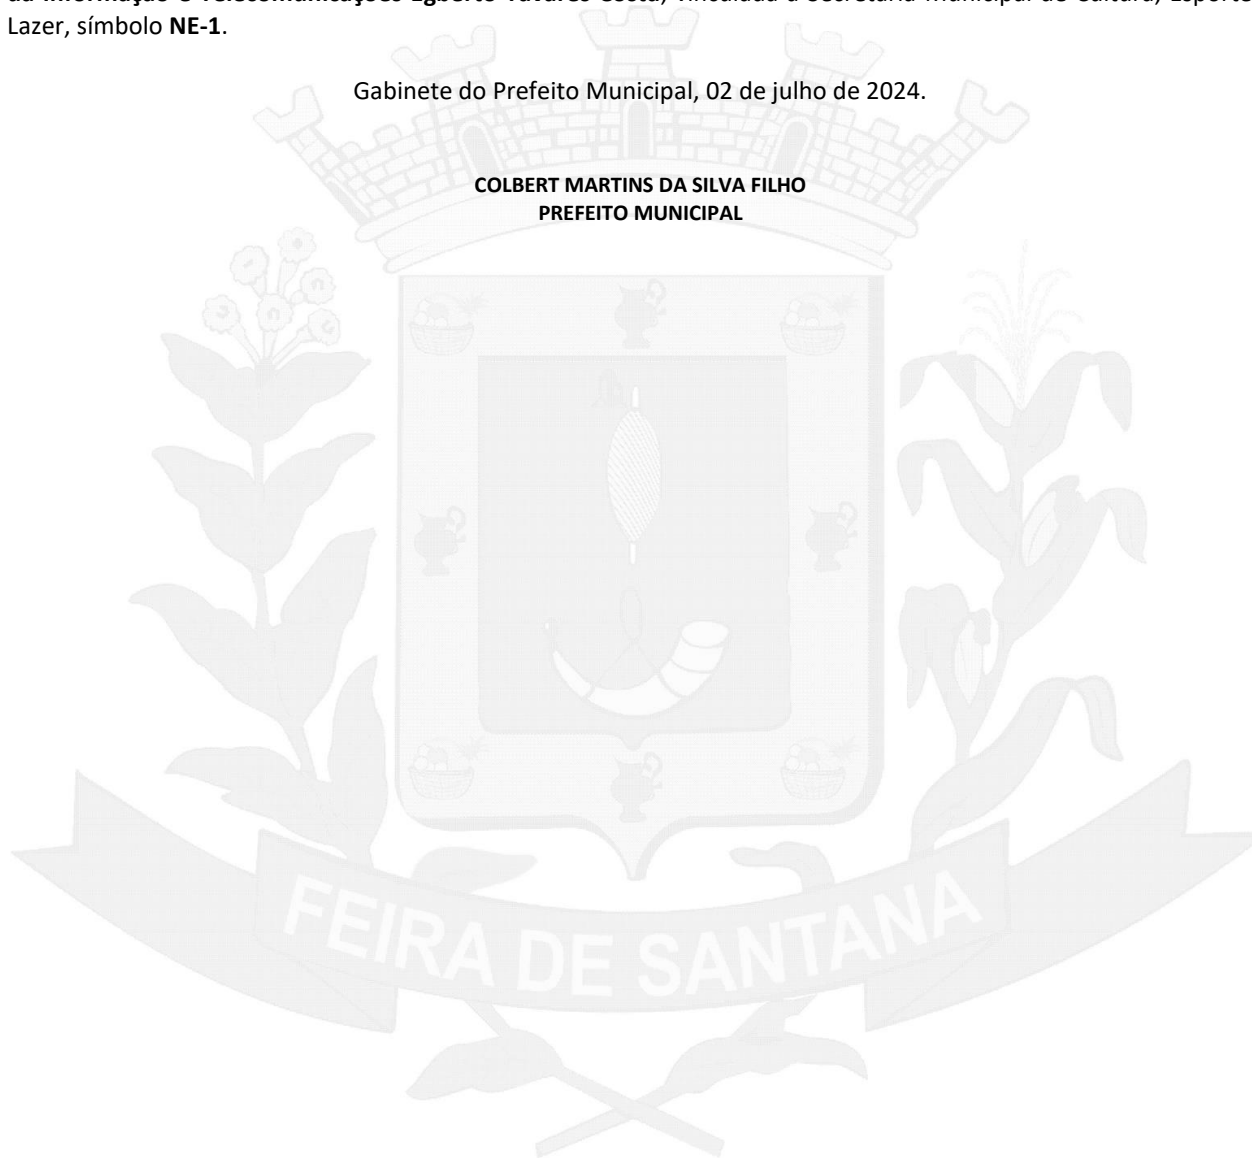 da Informação e Telecomunicações Egberto Tavares Costa, vinculada à Secretaria Municipal de Cultura, Esporte
Lazer, símbolo NE-1.
Gabinete do Prefeito Municipal, 02 de julho de 2024.
COLBERT MARTINS DA SILVA FILHO
PREFEITO MUNICIPAL
FEIRA DE SANTANA